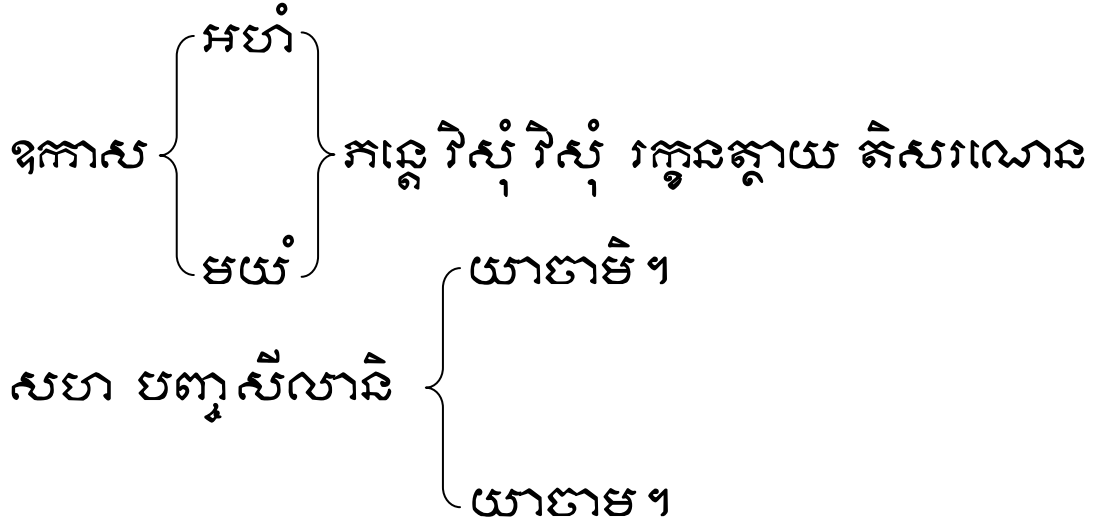 អហំ
ឧកាស ភន្តេ វិសុំ វិសុំ រក្ខនត្ថាយ តិសរណេន
មយំ
យាចាមិ ។
សហ បញ្ចសីលានិ
យាចាម ។